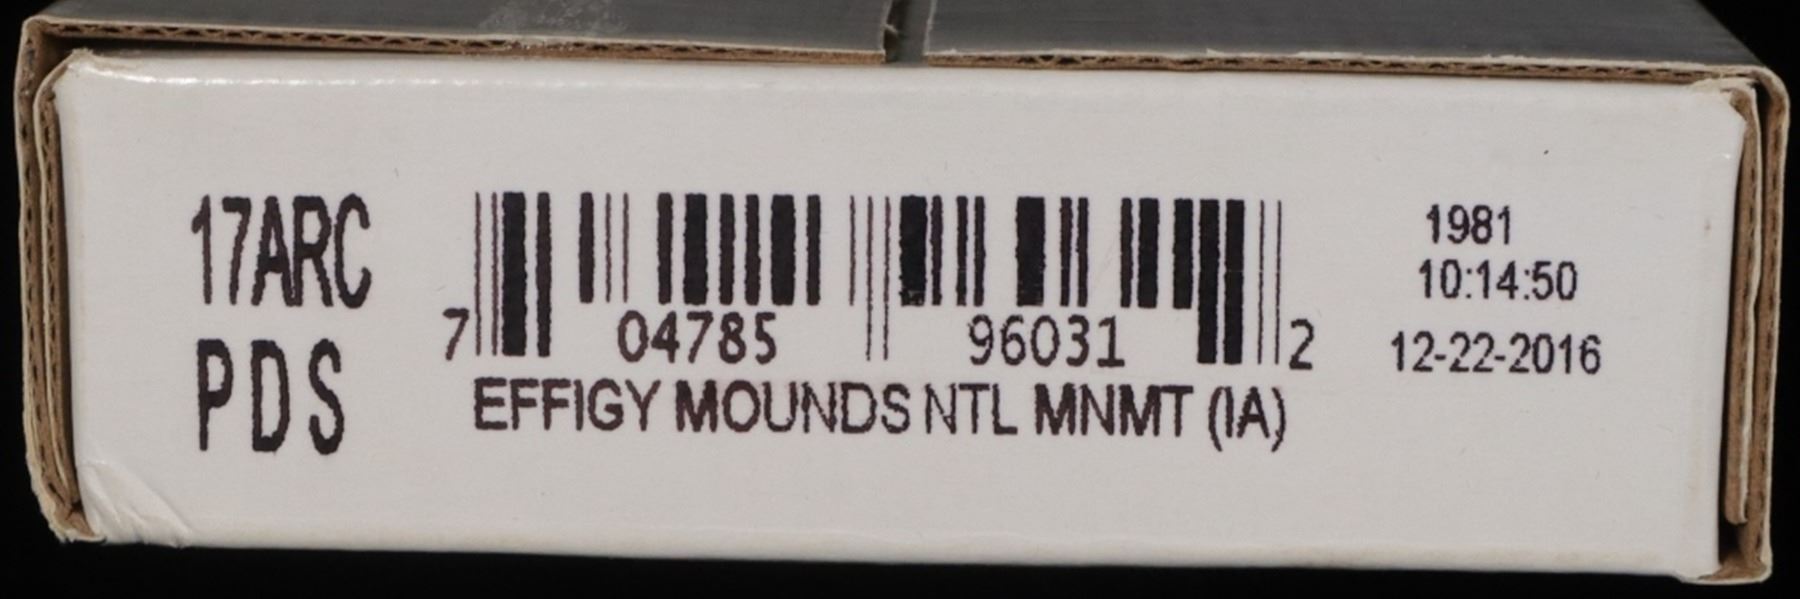 17ARC
PDS
7 04785 96031 2
EFFIGY MOUNDS NTL MNMT (IA)
1981
10:14:50
12-22-2016